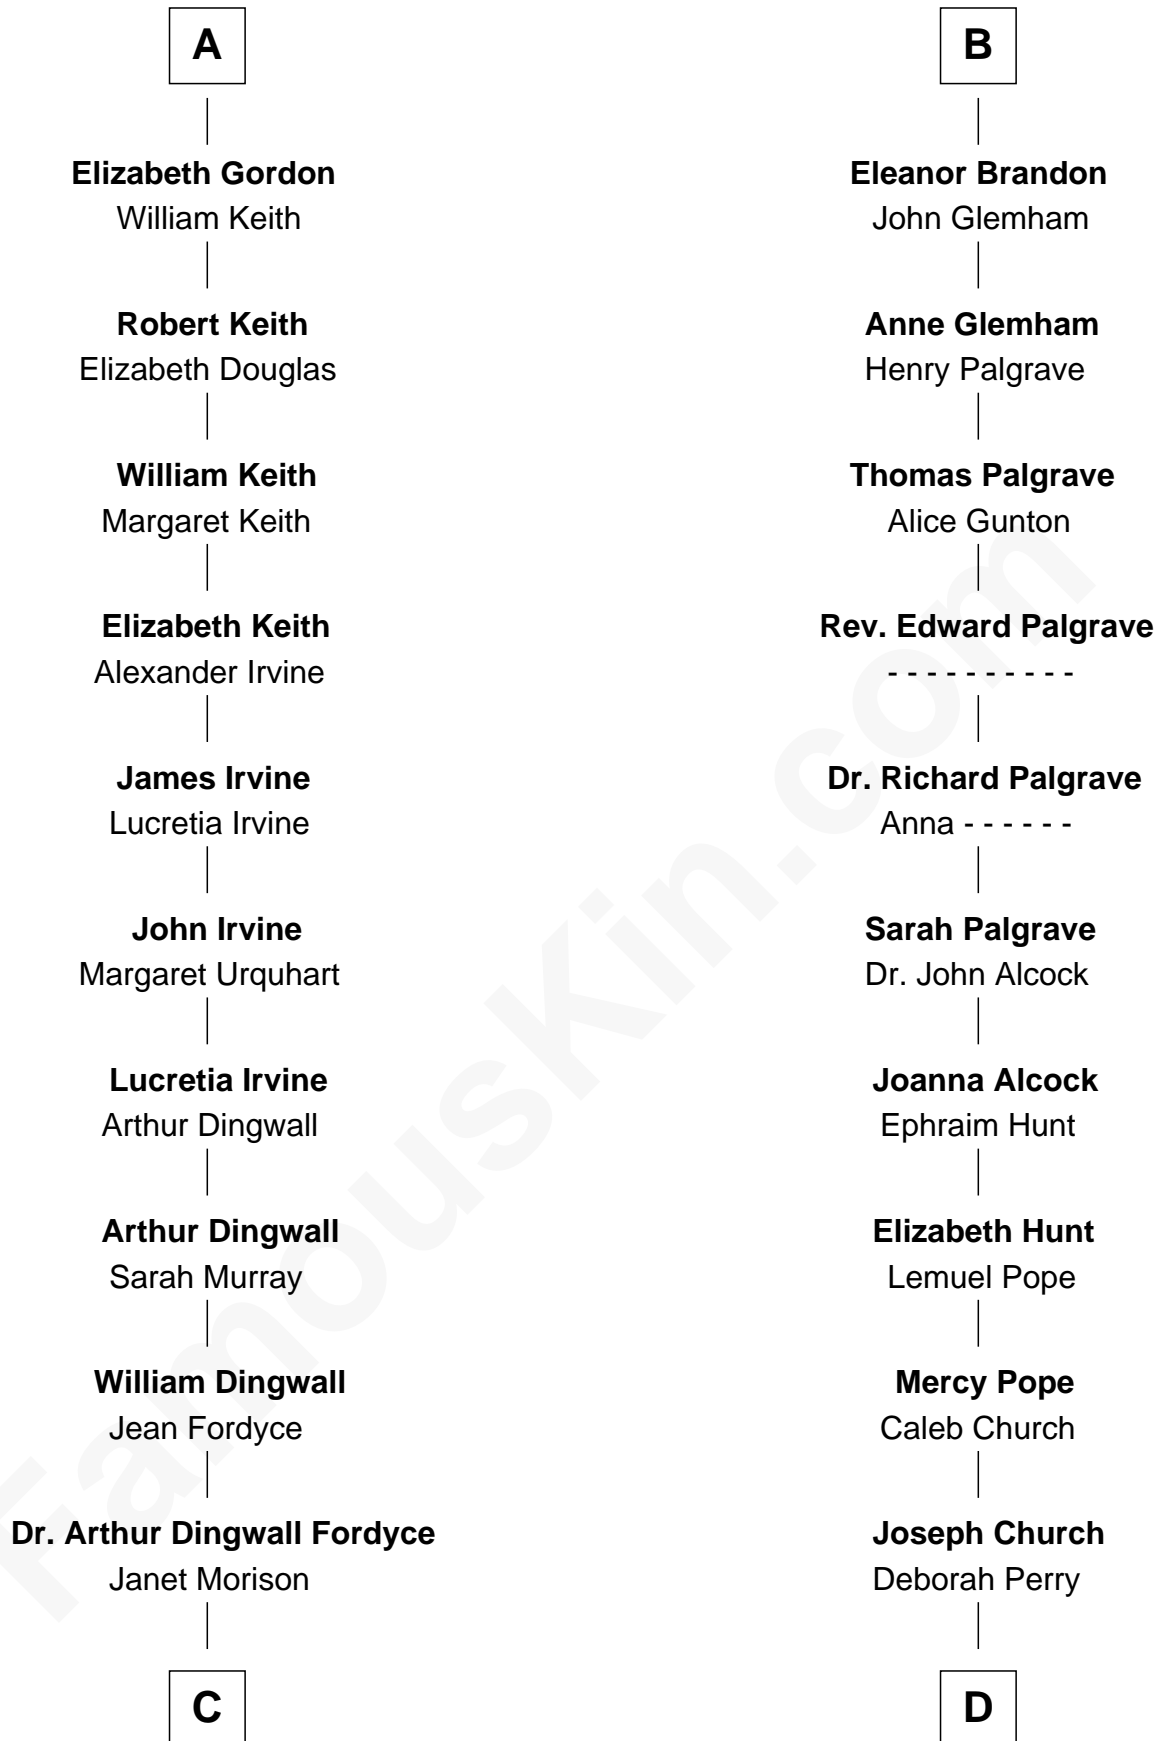 A
Elizabeth Gordon
William Keith
Robert Keith
Elizabeth Douglas
William Keith
Margaret Keith
Elizabeth Keith
Alexander Irvine
James Irvine
Lucretia Irvine
John Irvine
Margaret Urquhart
Lucretia Irvine
Arthur Dingwall
Arthur Dingwall
Sarah Murray
William Dingwall
Jean Fordyce
Dr. Arthur Dingwall Fordyce
Janet Morison
C
B
Eleanor Brandon
John Glemham
Anne Glemham
Henry Palgrave
Thomas Palgrave
Alice Gunton
Rev. Edward Palgrave
- - - - - - - - - -
Dr. Richard Palgrave
Anna - - - - - -
Sarah Palgrave
Dr. John Alcock
Joanna Alcock
Ephraim Hunt
Elizabeth Hunt
Lemuel Pope
Mercy Pope
Caleb Church
Joseph Church
Deborah Perry
D
FamousKin.com